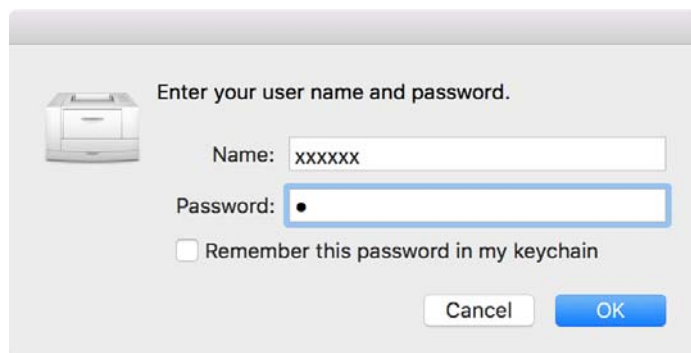 Enter your user name and password.
Name: xxxxxx
Password: •
Remember this password in my keychain
Cancel OK